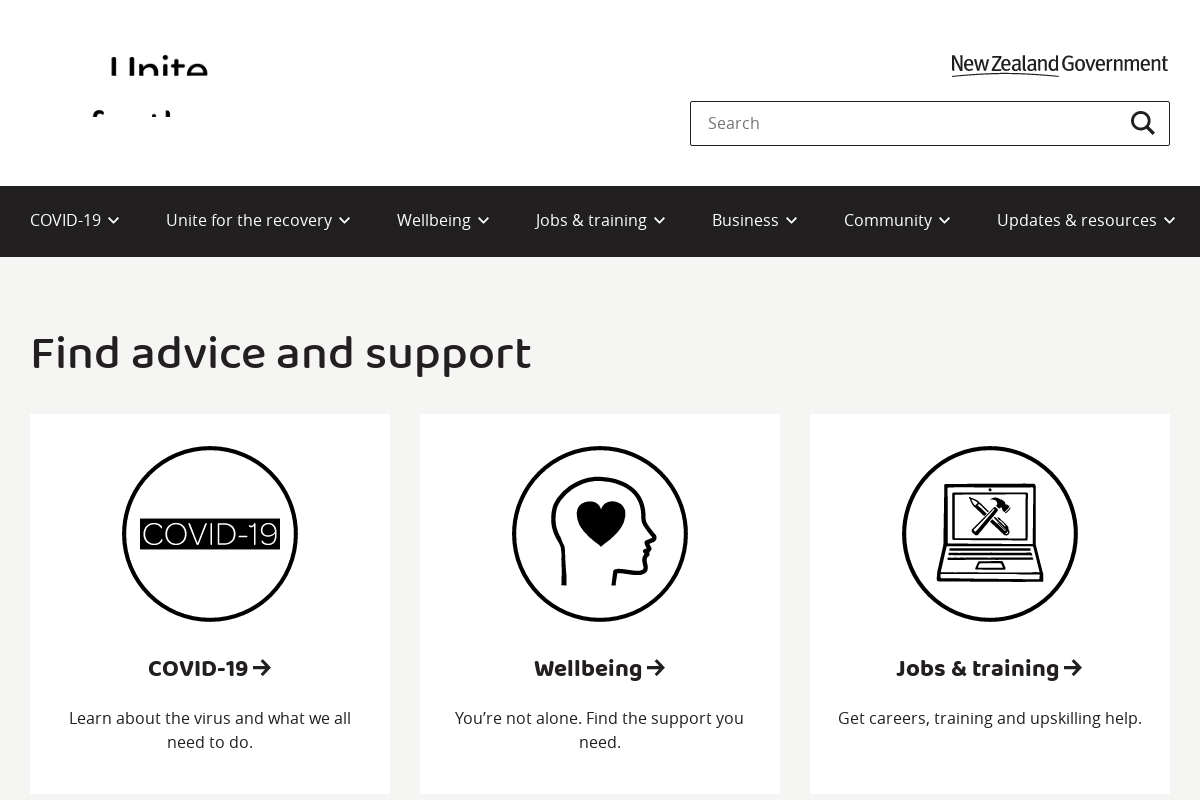 Unite
New Zealand Government
Search
COVID-19
Unite for the recovery
Wellbeing
Jobs & training
Business
Community
Updates & resources
Find advice and support
COVID-19
COVID-19
Learn about the virus and what we all
need to do.
Wellbeing
You’re not alone. Find the support you
need.
Jobs & training
Get careers, training and upskilling help.